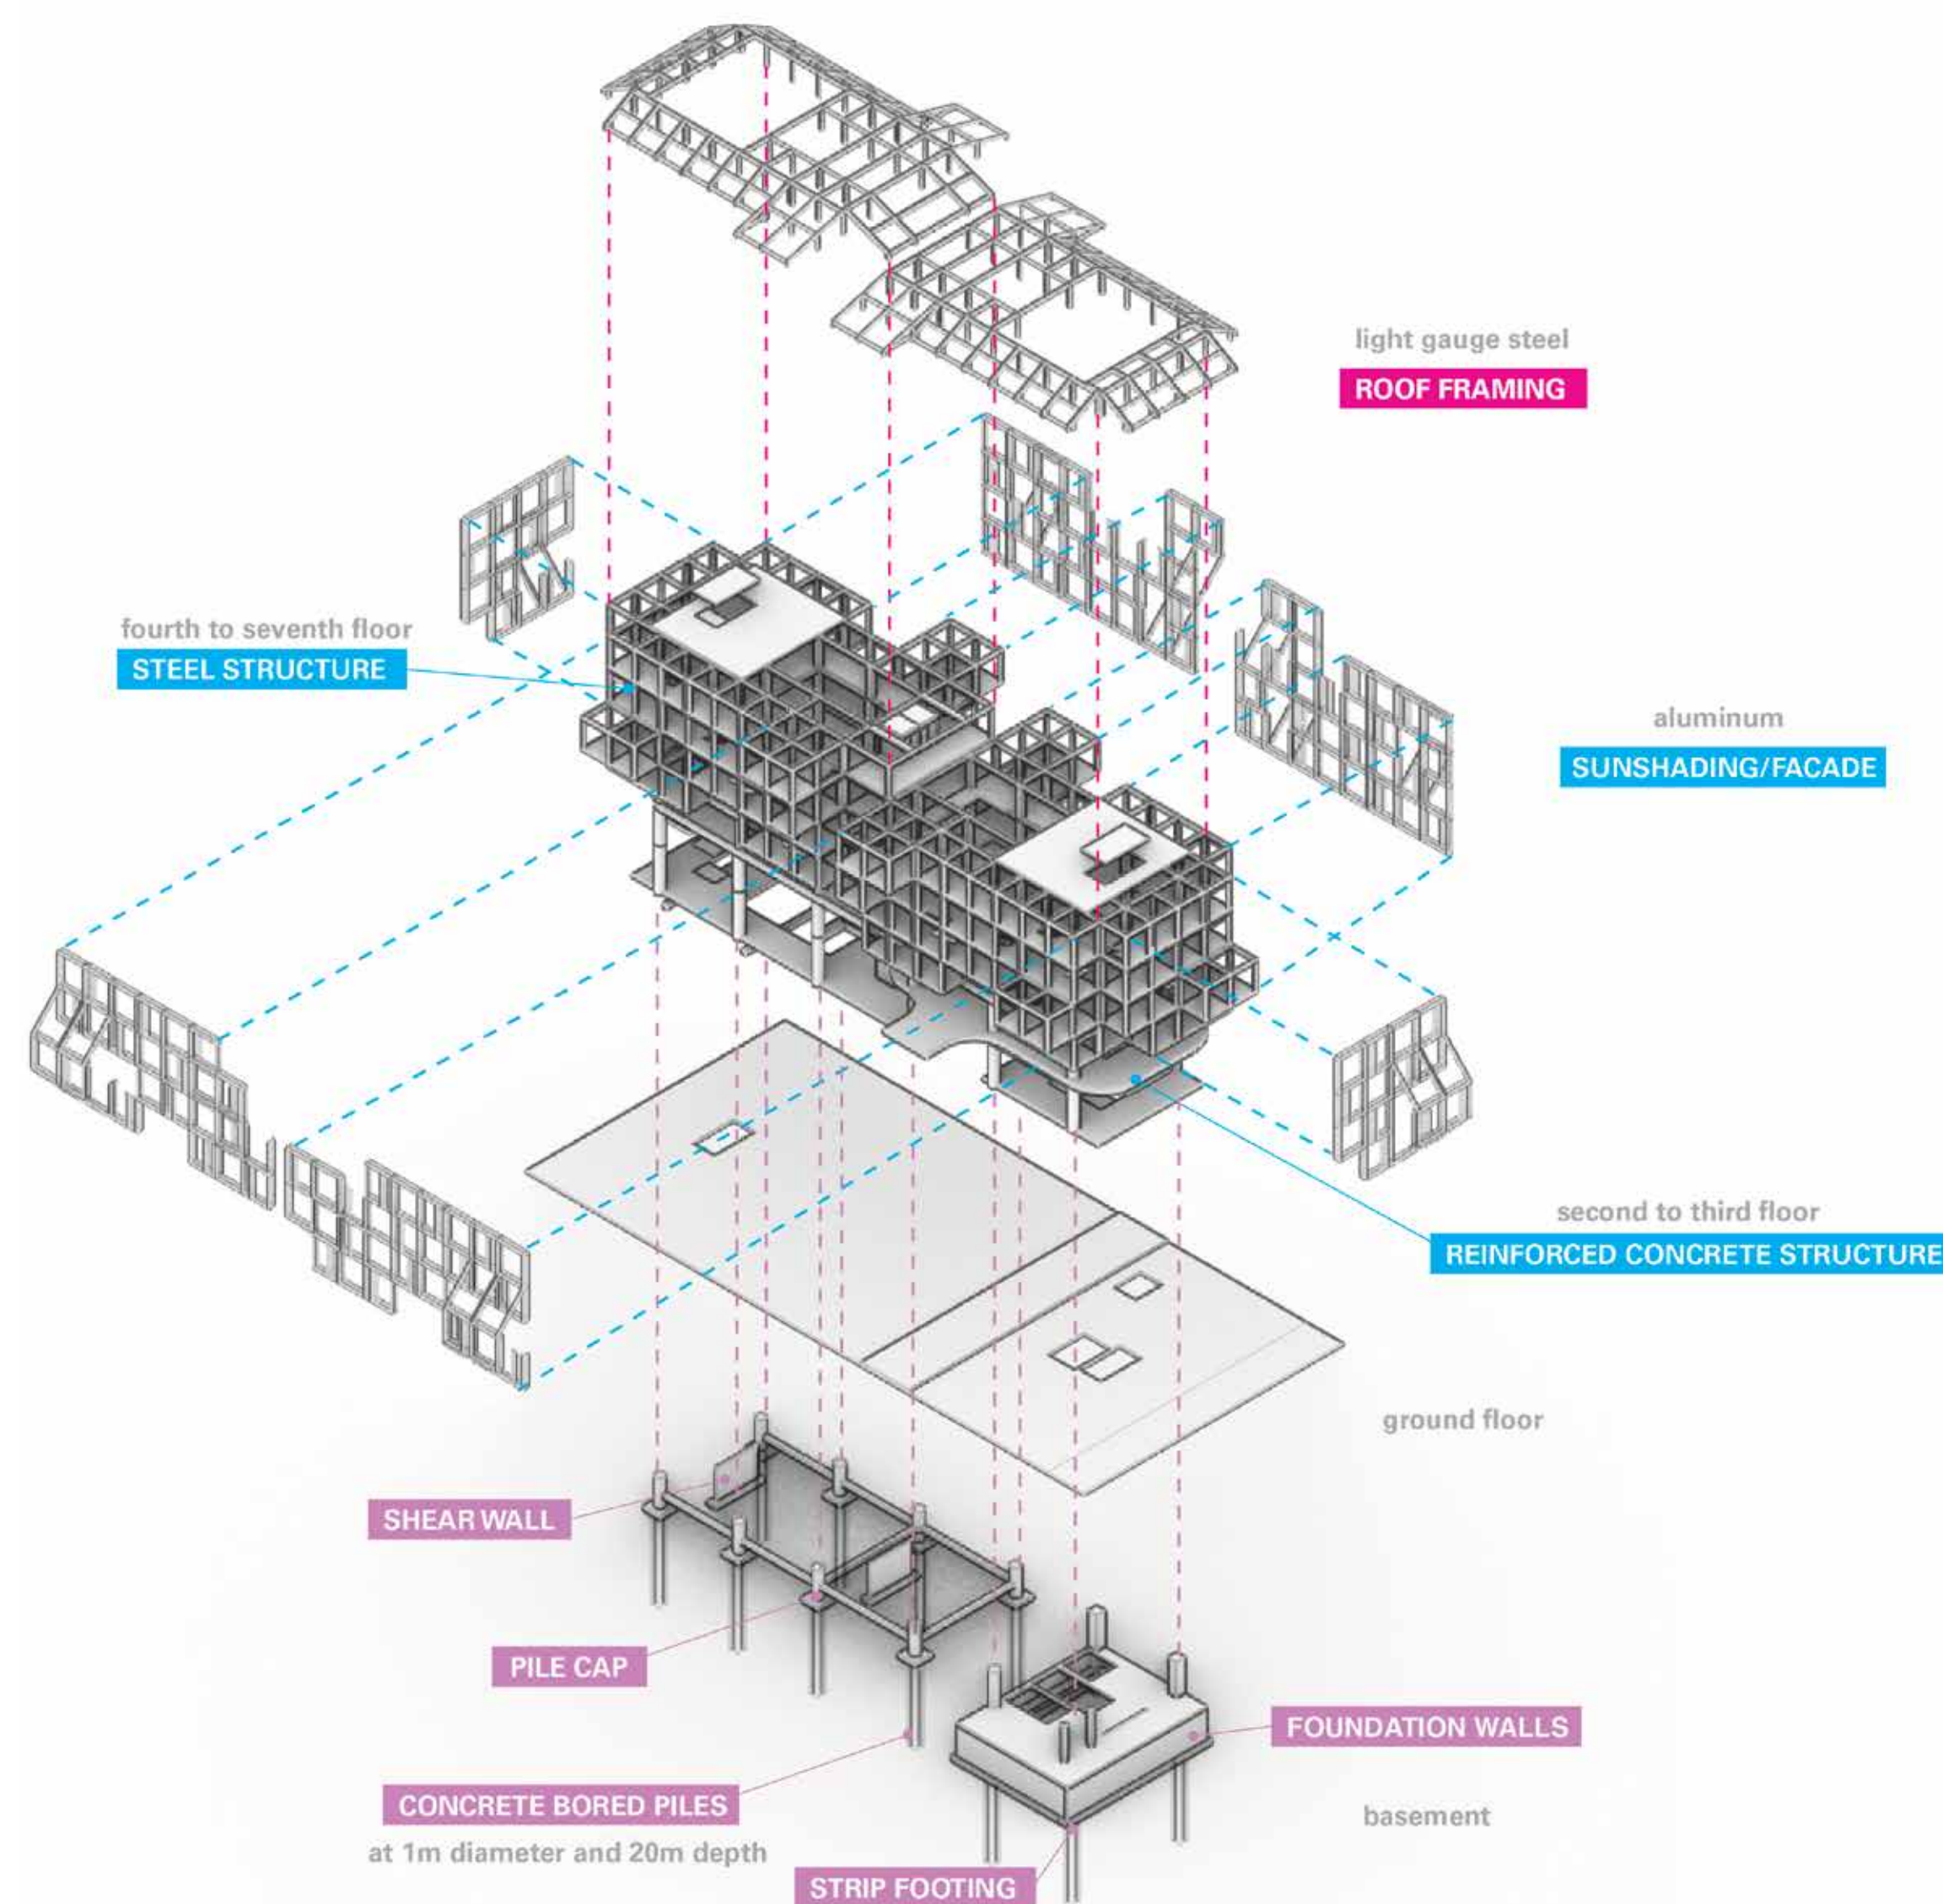 light gauge steel
ROOF FRAMING
fourth to seventh floor
STEEL STRUCTURE
aluminum
SUNSHADING/FACADE
second to third floor
REINFORCED CONCRETE STRUCTURE
ground floor
SHEAR WALL
PILE CAP
FOUNDATION WALLS
CONCRETE BORED PILES
at 1m diameter and 20m depth
basement
STRIP FOOTING